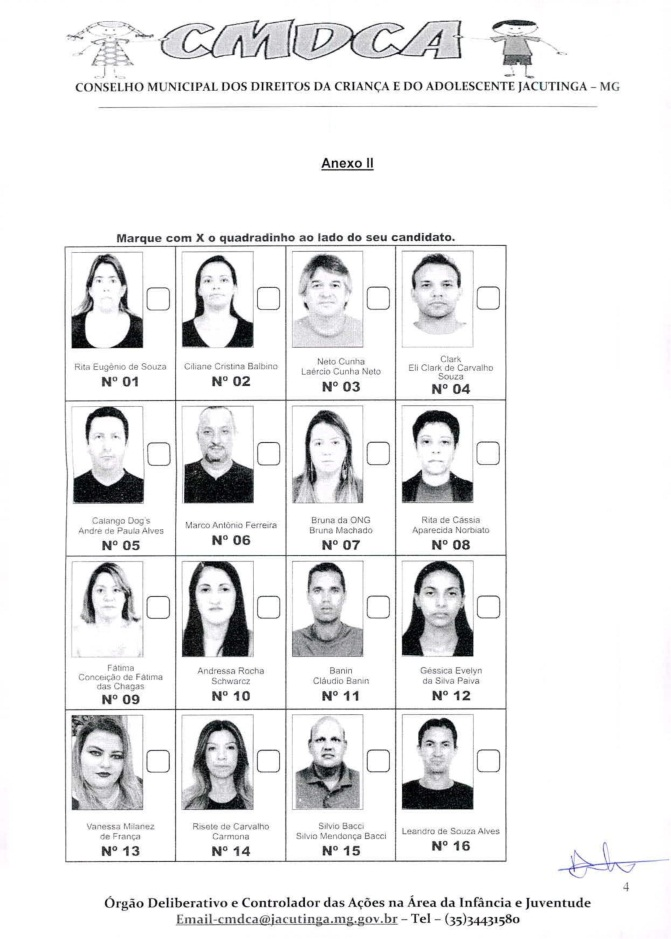 CMDCA
CONSELHO MUNICIPAL DOS DIREITOS DA CRIANÇA E DO ADOLESCENTE JACUTINGA – MG
Anexo II
Marque com X o quadradinho ao lado do seu candidato.
Rita Eugênio de Souza
Nº 01
Ciliane Cristina Balbino
Nº 02
Neto Cunha
Laércio Cunha Neto
Nº 03
Clark
Eli Clark de Carvalho
Souza
Nº 04
Calango Dog's
Andre de Paula Alves
Nº 05
Marco Antônio Ferreira
Nº 06
Bruna da ONG
Bruna Machado
Nº 07
Rita de Cássia
Aparecida Norbiato
Nº 08
Fátima
Conceição de Fátima
das Chagas
Nº 09
Andressa Rocha
Schwarcz
Nº 10
Banin
Cláudio Banin
Nº 11
Géssica Evelyn
da Silva Paiva
Nº 12
Vanessa Milanez
de França
Nº 13
Risete de Carvalho
Carmona
Nº 14
Silvio Bacci
Silvio Mendonça Bacci
Nº 15
Leandro de Souza Alves
Nº 16
4
Órgão Deliberativo e Controlador das Ações na Área da Infância e Juventude
Email-cmdca@jacutinga.mg.gov.br – Tel – (35)34431580